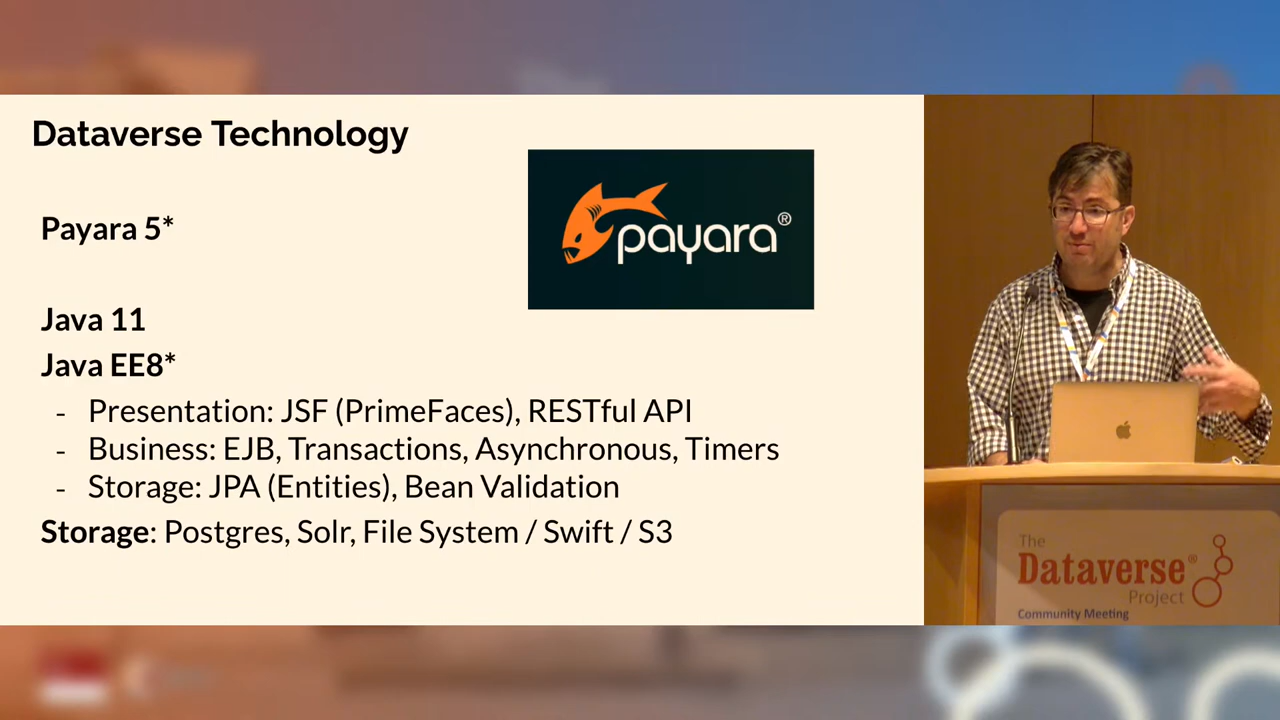 Dataverse Technology
payara®
Payara 5*
Java 11
Java EE8*
- Presentation: JSF (PrimeFaces), RESTful API
- Business: EJB, Transactions, Asynchronous, Timers
- Storage: JPA (Entities), Bean Validation
Storage: Postgres, Solr, File System / Swift / S3
The
Dataverse®
Project
Community Meeting